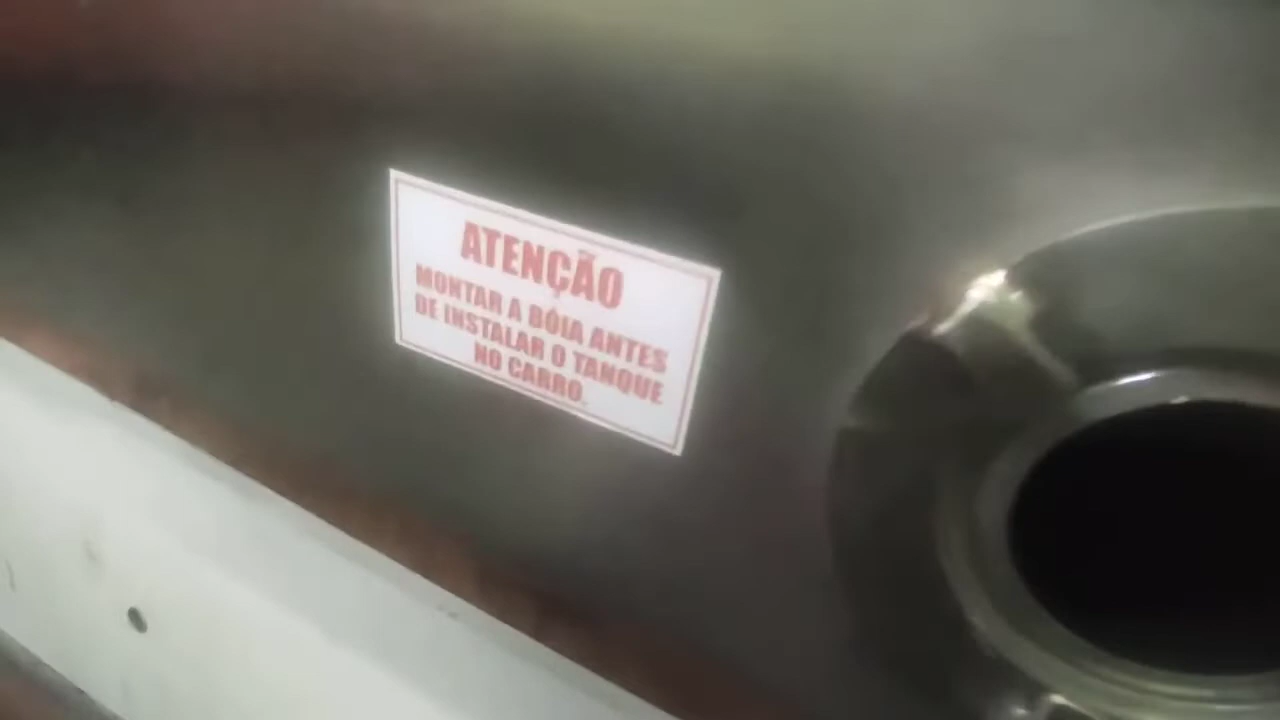 ATENÇÃO
MONTAR A BÓIA ANTES
DE INSTALAR O TANQUE
NO CARRO.